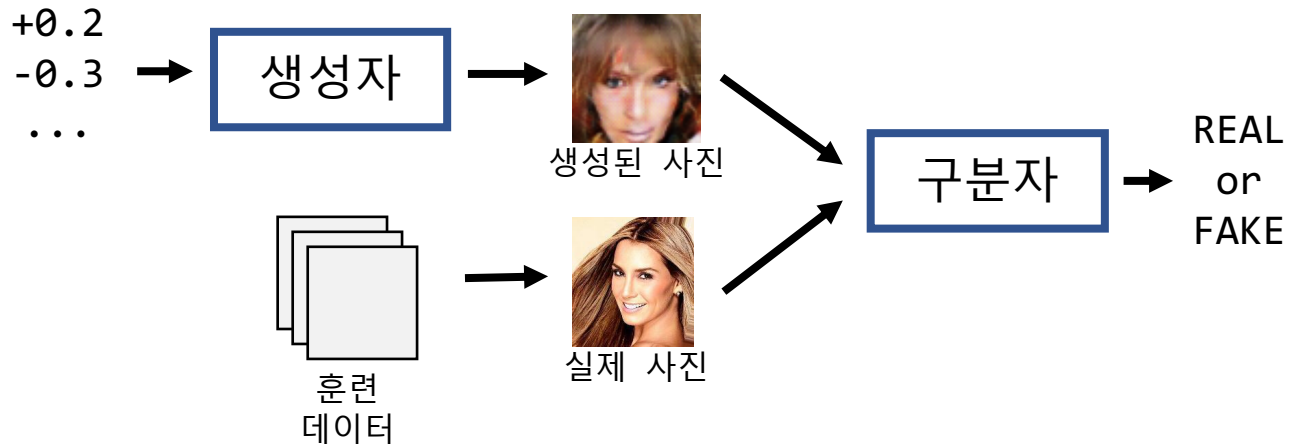 +0.2
-0.3
...
생성자
생성된 사진
구분자
REAL
or
FAKE
실제 사진
훈련
데이터